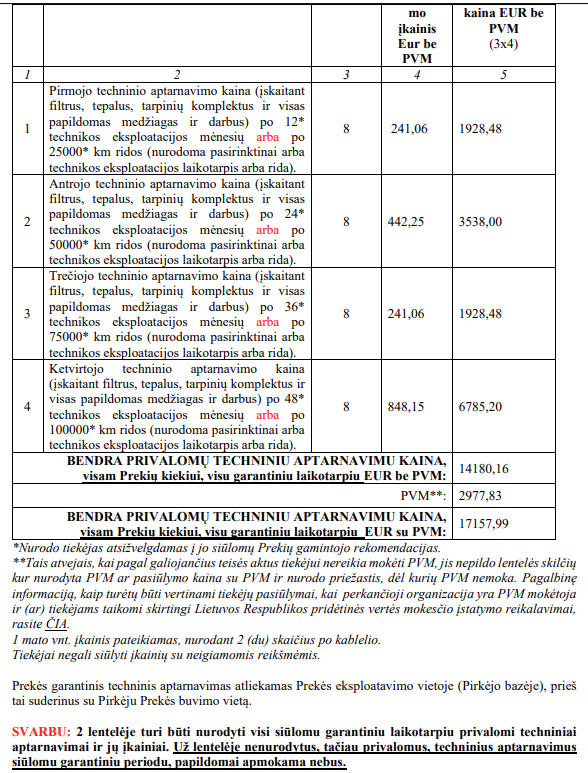 mo
įkainis
Eur be
PVM
kaina EUR be
PVM
(3x4)
1 2 3 4 5
Pirmojo techninio aptarnavimo kaina (įskaitant
filtrus, tepalus, tarpinių komplektus ir visas
papildomas medžiagas ir darbus) po 12*
technikos eksploatacijos mėnesių arba po
25000* km ridos (nurodoma pasirinktinai arba
technikos eksploatacijos laikotarpis arba rida).
1 8 241,06 1928,48
Antrojo techninio aptarnavimo kaina (įskaitant
filtrus, tepalus, tarpinių komplektus ir visas
papildomas medžiagas ir darbus) po 24*
technikos eksploatacijos mėnesių arba po
50000* km ridos (nurodoma pasirinktinai arba
technikos eksploatacijos laikotarpis arba rida).
2 8 442,25 3538,00
Trečiojo techninio aptarnavimo kaina (įskaitant
filtrus, tepalus, tarpinių komplektus ir visas
papildomas medžiagas ir darbus) po 36*
technikos eksploatacijos mėnesių arba po
75000* km ridos (nurodoma pasirinktinai arba
technikos eksploatacijos laikotarpis arba rida).
3 8 241,06 1928,48
Ketvirtojo techninio aptarnavimo kaina
(įskaitant filtrus, tepalus, tarpinių komplektus ir
visas papildomas medžiagas ir darbus) po 48*
technikos eksploatacijos mėnesių arba po
100000* km ridos (nurodoma pasirinktinai arba
technikos eksploatacijos laikotarpis arba rida).
4 8 848,15 6785,20
BENDRA PRIVALOMŲ TECHNINIU APTARNAVIMU KAINA,
visam Prekių kiekiui, visu garantiniu laikotarpiu EUR be PVM: 14180,16
PVM**: 2977,83
BENDRA PRIVALOMŲ TECHNINIU APTARNAVIMU KAINA,
visam Prekių kiekiui, visu garantiniu laikotarpiu EUR su PVM: 17157,99
*Nurodo tiekėjas atsižvelgdamas į jo siūlomų Prekių gamintojo rekomendacijas.
**Tais atvejais, kai pagal galiojančius teisės aktus tiekėjui nereikia mokėti PVM, jis nepildo lentelės skilčių
kur nurodyta PVM ar pasiūlymo kaina su PVM ir nurodo priežastis, dėl kurių PVM nemoka. Pagalbinę
informaciją, kaip turėtų būti vertinami tiekėjų pasiūlymai, kai perkančioji organizacija yra PVM mokėtoja
ir (ar) tiekėjams taikomi skirtingi Lietuvos Respublikos pridėtinės vertės mokesčio įstatymo reikalavimai,
rasite ČIA.
1 mato vnt. įkainis pateikiamas, nurodant 2 (du) skaičius po kablelio.
Tiekėjai negali siūlyti įkainių su neigiamomis reikšmėmis.
Prekės garantinis techninis aptarnavimas atliekamas Prekės eksploatavimo vietoje (Pirkėjo bazėje), prieš
tai suderinus su Pirkėju Prekės buvimo vietą.
SVARBU: 2 lentelėje turi būti nurodyti visi siūlomu garantiniu laikotarpiu privalomi techniniai
aptarnavimai ir jų įkainiai. Už lentelėje nenurodytus, tačiau privalomus, techninius aptarnavimus
siūlomu garantiniu periodu, papildomai apmokama nebus.